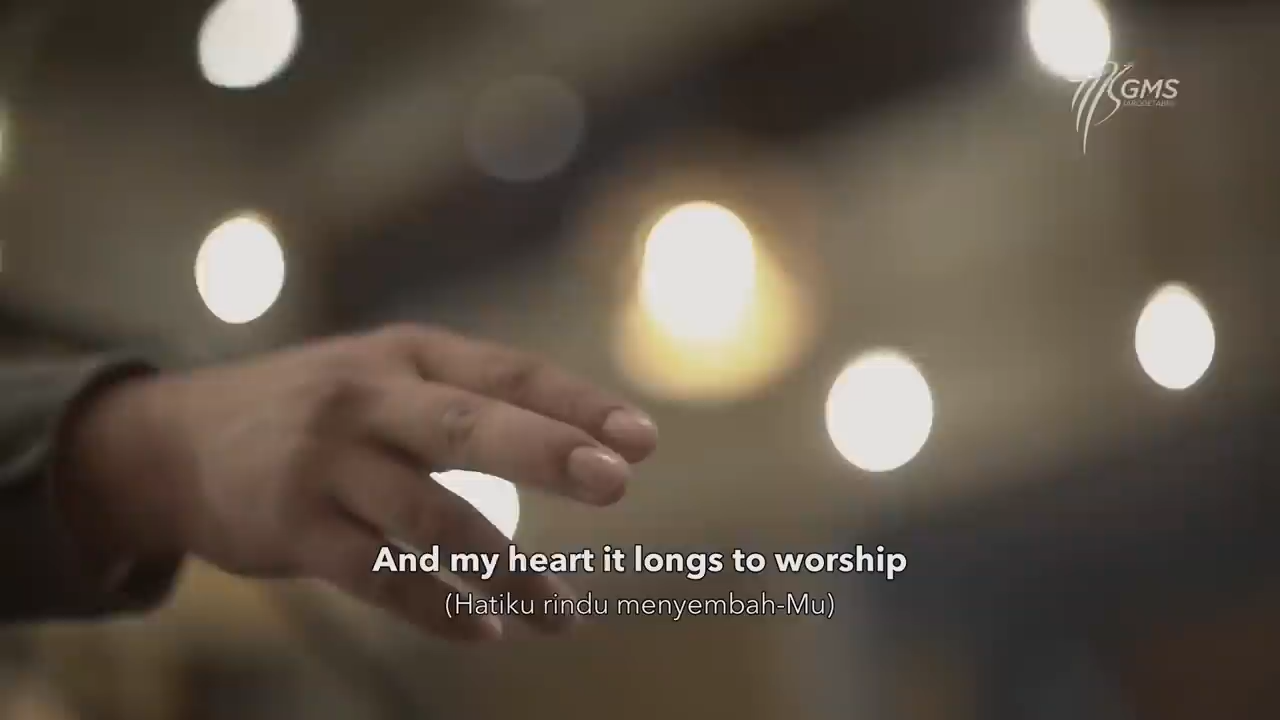 GMS
And my heart it longs to worship
(Hatiku rindu menyembah-Mu)